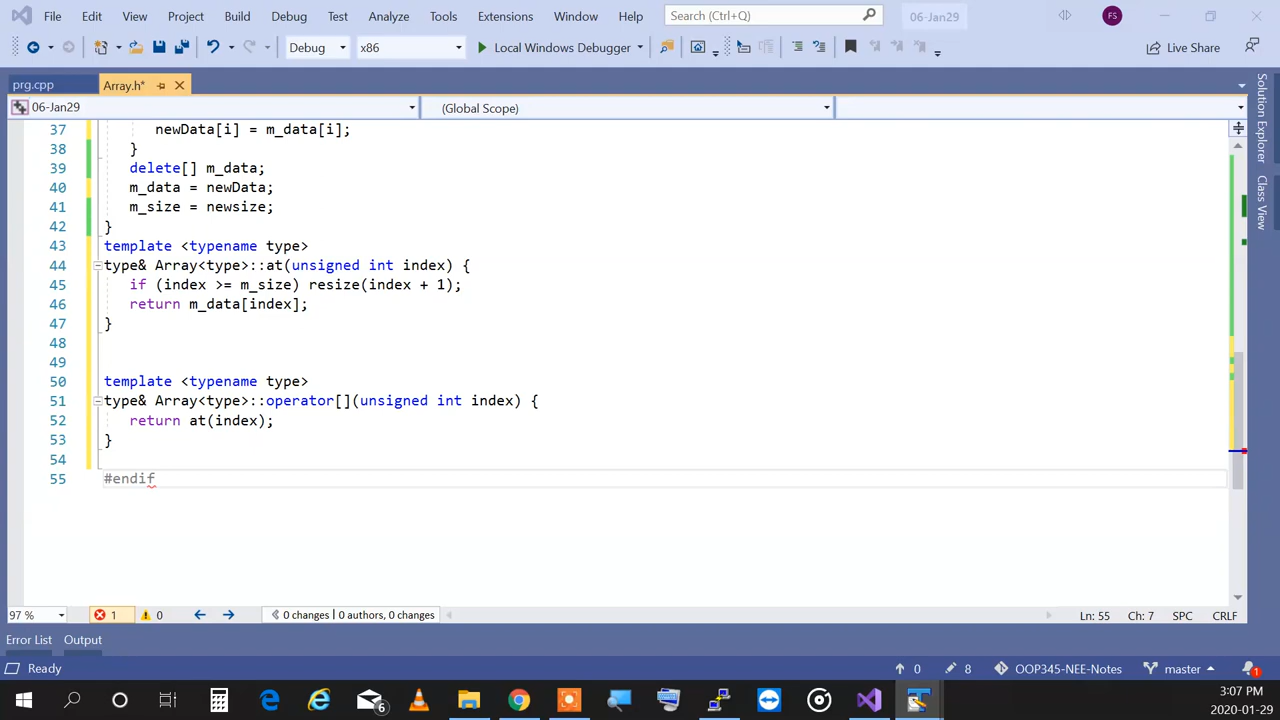 File Edit View Project Build Debug Test Analyze Tools Extensions Window Help Search (Ctrl+Q) 06-Jan29 FS
Debug x86 Local Windows Debugger Live Share
prg.cpp Array.h*
06-Jan29 (Global Scope)
37 newData[i] = m_data[i];
38 }
39 delete[] m_data;
40 m_data = newData;
41 m_size = newsize;
42 }
43 template <typename type>
44 type& Array<type>::at(unsigned int index) {
45 if (index >= m_size) resize(index + 1);
46 return m_data[index];
47 }
48
49
50 template <typename type>
51 type& Array<type>::operator[](unsigned int index) {
52 return at(index);
53 }
54
55 #endif
Solution Explorer
Class View
97 % 1 0 0 changes | 0 authors, 0 changes Ln: 55 Ch: 7 SPC CRLF
Error List Output
Ready 0 8 OOP345-NEE-Notes master 1
6
3:07 PM
2020-01-29